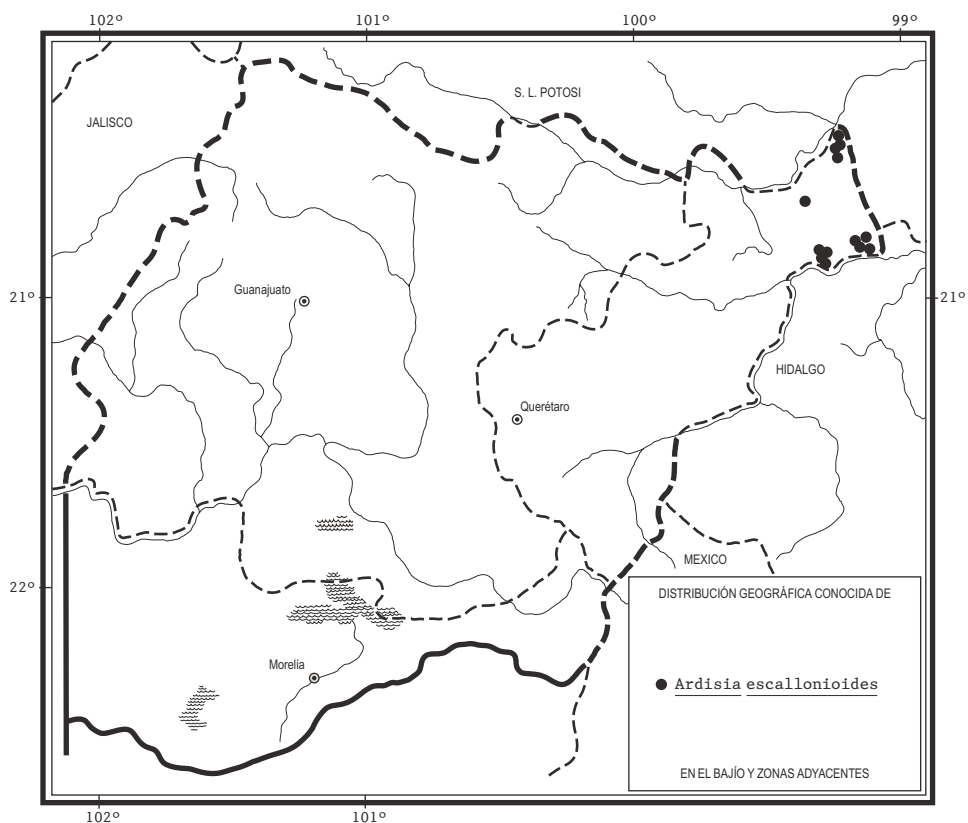 102° 101° 100° 99°
S. L. POTOSI
JALISCO
Guanajuato
21° 21°
HIDALGO
Querétaro
MEXICO
22°
DISTRIBUCIÓN GEOGRÁFICA CONOCIDA DE
Morelia
Ardisia escallonioides
EN EL BAJÍO Y ZONAS ADYACENTES
102° 101°